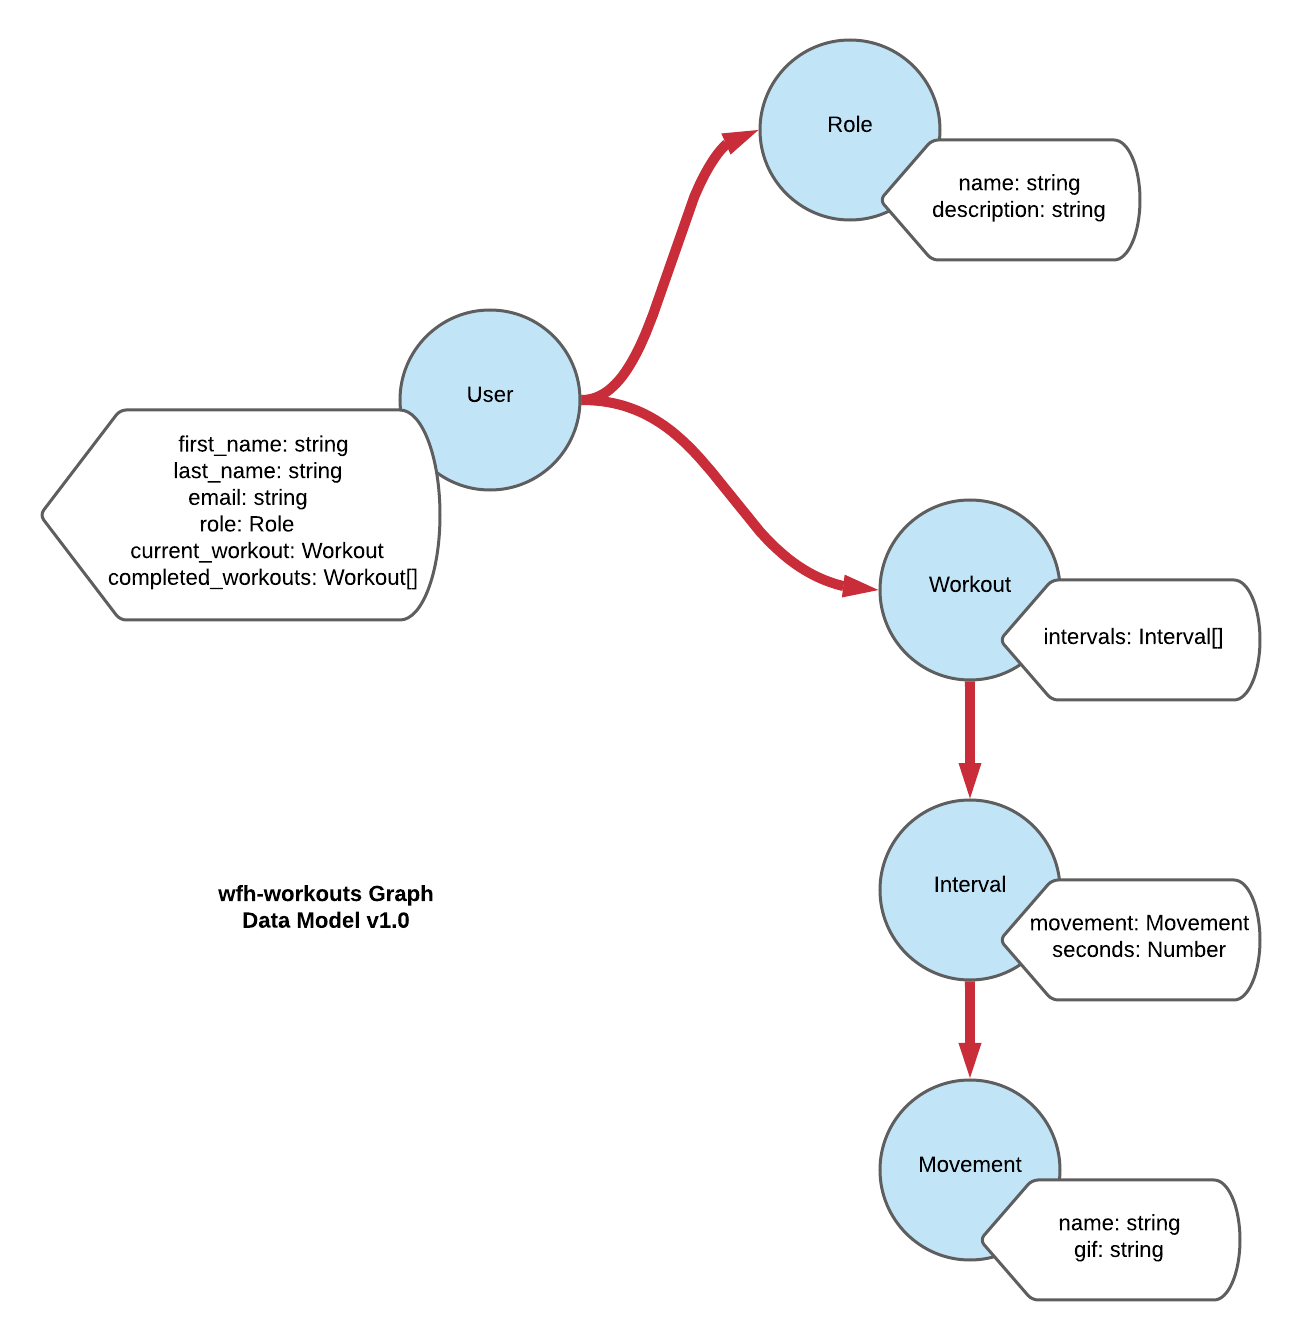 Role
name: string
description: string
User
first_name: string
last_name: string
email: string
role: Role
current_workout: Workout
completed_workouts: Workout[]
Workout
intervals: Interval[]
Interval
movement: Movement
seconds: Number
wfh-workouts Graph
Data Model v1.0
Movement
name: string
gif: string